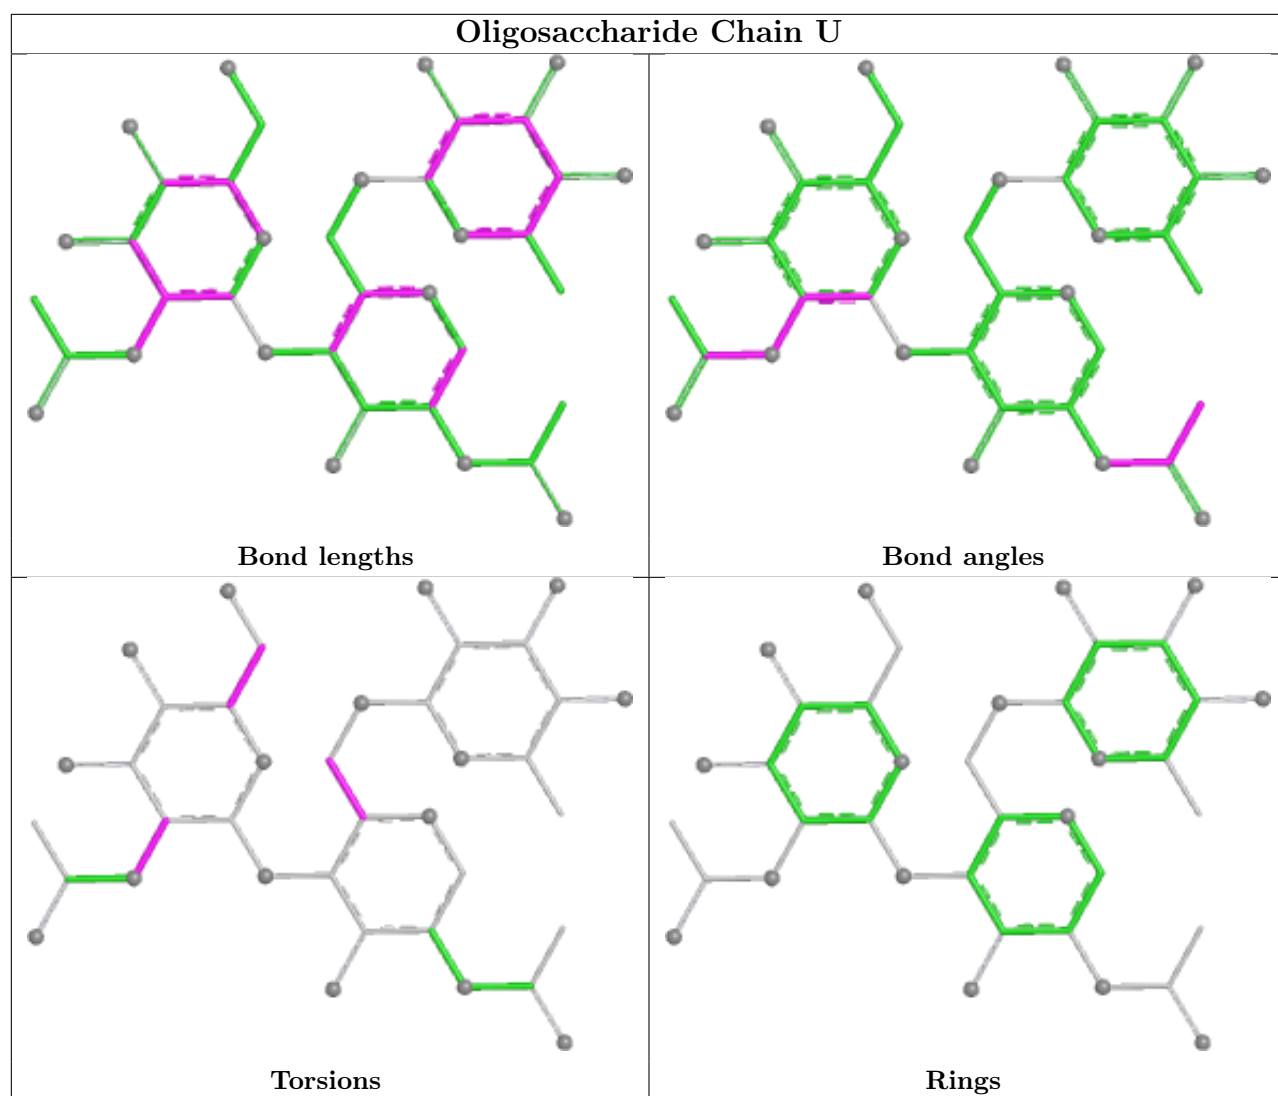 Oligosaccharide Chain U
Bond lengths
Bond angles
Torsions
Rings